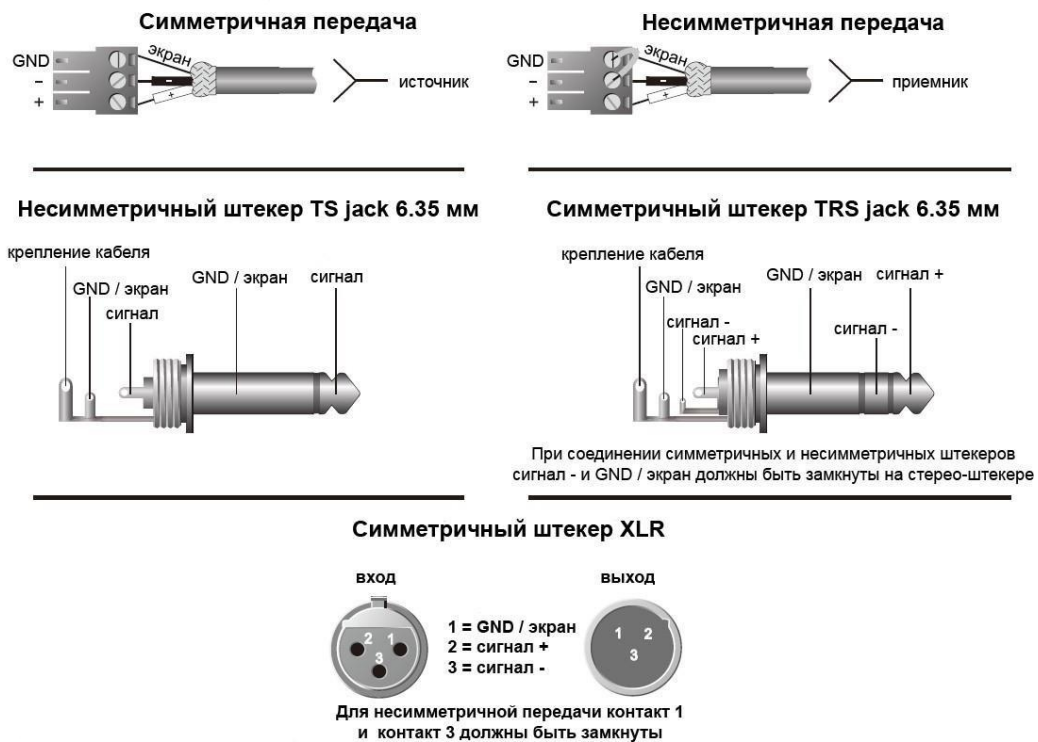 Симметричная передача
GND
экран
–
-
источник
+
+
Несимметричная передача
GND
экран
–
-
приемник
+
+
Несимметричный штекер TS jack 6.35 мм
крепление кабеля
GND / экран
сигнал
GND / экран
сигнал
Симметричный штекер TRS jack 6.35 мм
крепление кабеля
GND / экран
сигнал +
GND / экран
сигнал -
сигнал +
сигнал -
При соединении симметричных и несимметричных штекеров
сигнал - и GND / экран должны быть замкнуты на стерео-штекере
Симметричный штекер XLR
вход
2 1
3
1 = GND / экран
2 = сигнал +
3 = сигнал -
выход
1 2
3
Для несимметричной передачи контакт 1
и контакт 3 должны быть замкнуты